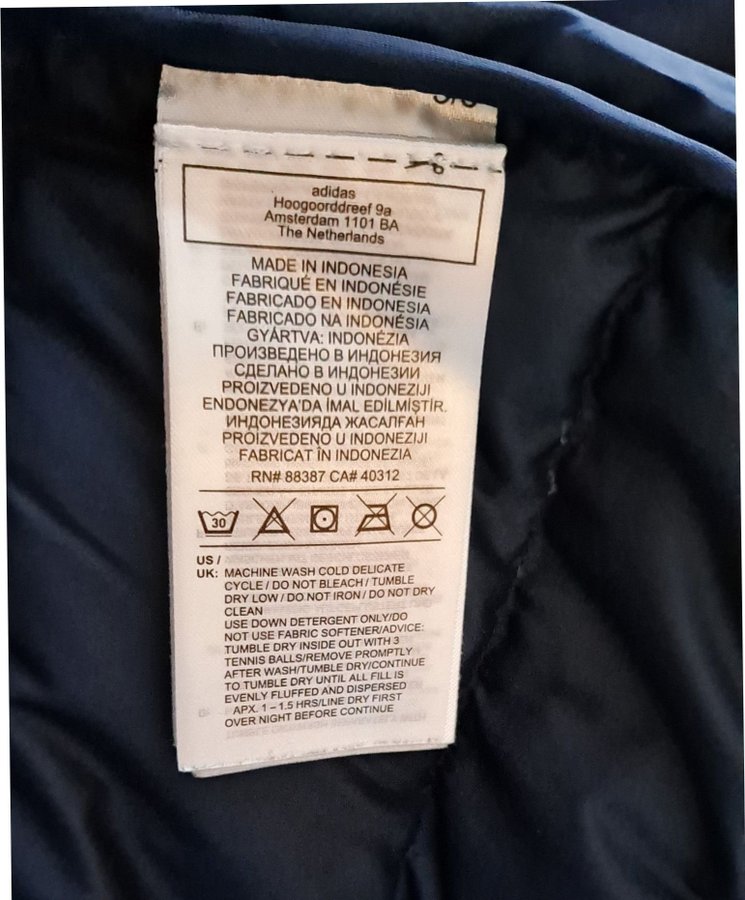 adidas
Hoogoorddreef 9a
Amsterdam 1101 BA
The Netherlands
MADE IN INDONESIA
FABRIQUÉ EN INDONÉSIE
FABRICADO EN INDONESIA
FABRICADO NA INDONÉSIA
GYÁRTVA: INDONÉZIA
ПРОИЗВЕДЕНО В ИНДОНЕЗИЯ
СДЕЛАНО В ИНДОНЕЗИИ
PROIZVEDENO U INDONEZIJI
ENDONEZYA'DA İMAL EDİLMİŞTİR.
ИНДОНЕЗИЯДА ЖАСАЛҒАН
PROIZVEDENO U INDONEZIJI
FABRICAT ÎN INDONEZIA
RN# 88387 CA# 40312
30
US /
UK: MACHINE WASH COLD DELICATE
CYCLE / DO NOT BLEACH / TUMBLE
DRY LOW / DO NOT IRON / DO NOT DRY
CLEAN
USE DOWN DETERGENT ONLY/DO
NOT USE FABRIC SOFTENER/ADVICE:
TUMBLE DRY INSIDE OUT WITH 3
TENNIS BALLS/REMOVE PROMPTLY
AFTER WASH/TUMBLE DRY/CONTINUE
TO TUMBLE DRY UNTIL ALL FILL IS
EVENLY FLUFFED AND DISPERSED
APX. 1 – 1.5 HRS/LINE DRY FIRST
OVER NIGHT BEFORE CONTINUE